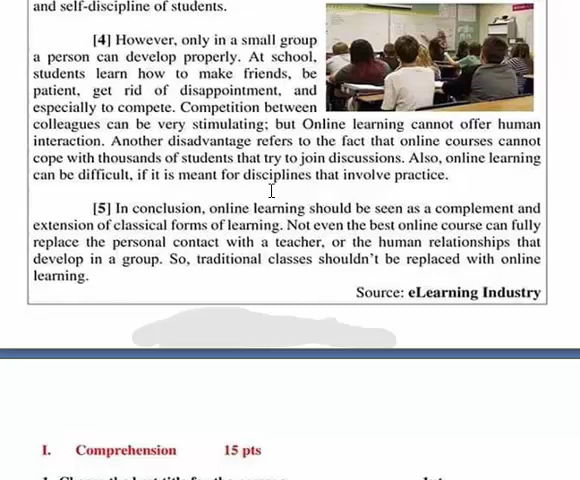 and self-discipline of students.
[4] However, only in a small group
a person can develop properly. At school,
students learn how to make friends, be
patient, get rid of disappointment, and
especially to compete. Competition between
colleagues can be very stimulating; but Online learning cannot offer human
interaction. Another disadvantage refers to the fact that online courses cannot
cope with thousands of students that try to join discussions. Also, online learning
can be difficult, if it is meant for disciplines that involve practice.
[5] In conclusion, online learning should be seen as a complement and
extension of classical forms of learning. Not even the best online course can fully
replace the personal contact with a teacher, or the human relationships that
develop in a group. So, traditional classes shouldn't be replaced with online
learning.
Source: eLearning Industry
I. Comprehension 15 pts